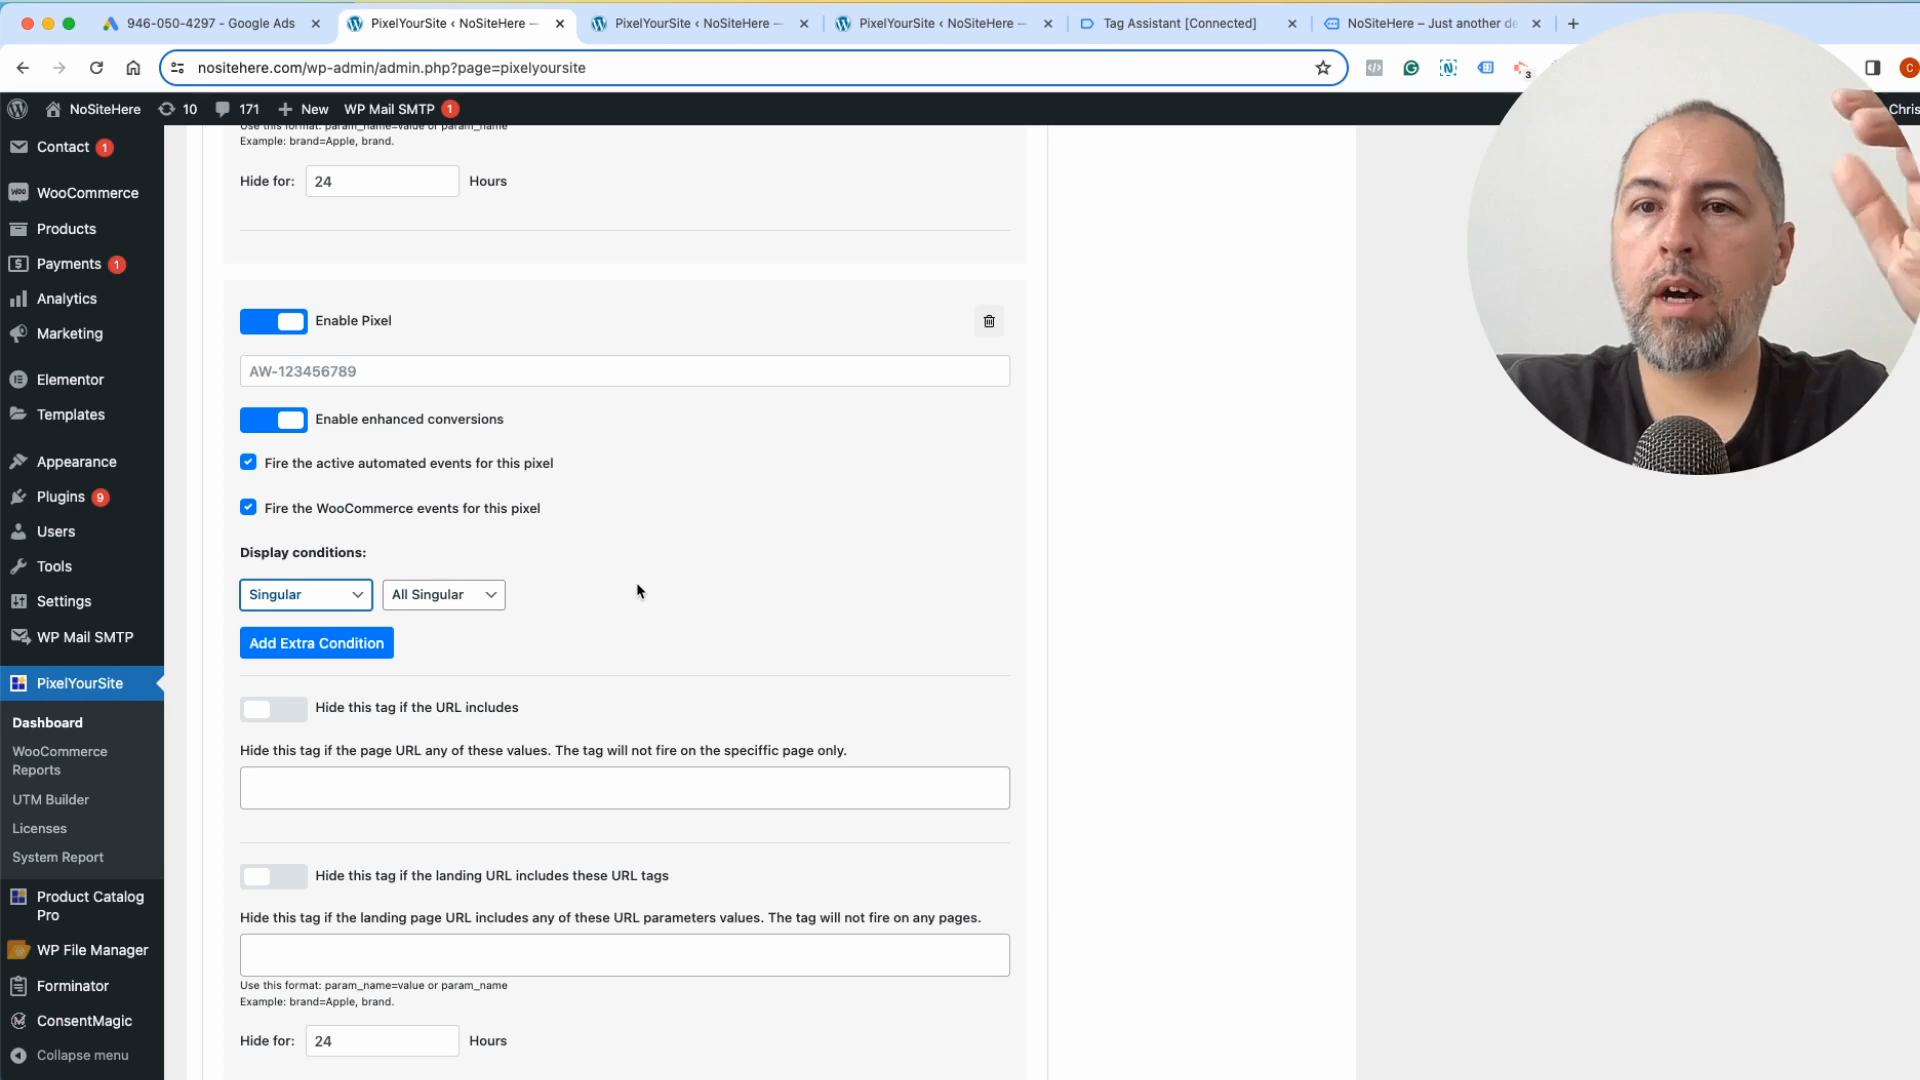 946-050-4297 - Google Ads
PixelYourSite ‹ NoSiteHere —
PixelYourSite ‹ NoSiteHere —
PixelYourSite ‹ NoSiteHere —
Tag Assistant [Connected]
NoSiteHere – Just another de
nositehere.com/wp-admin/admin.php?page=pixelyoursite
3
C
NoSiteHere
10
171
New
WP Mail SMTP 1
Chris
Contact 1
WooCommerce
Products
Payments 1
Analytics
Marketing
Elementor
Templates
Appearance
Plugins 9
Users
Tools
Settings
WP Mail SMTP
PixelYourSite
Dashboard
WooCommerce
Reports
UTM Builder
Licenses
System Report
Product Catalog
Pro
WP File Manager
Forminator
ConsentMagic
Collapse menu
Use this format: param_name=value or param_name
Example: brand=Apple, brand.
Hide for: 24 Hours
Enable Pixel
AW-123456789
Enable enhanced conversions
Fire the active automated events for this pixel
Fire the WooCommerce events for this pixel
Display conditions:
Singular
All Singular
Add Extra Condition
Hide this tag if the URL includes
Hide this tag if the page URL any of these values. The tag will not fire on the speciffic page only.
Hide this tag if the landing URL includes these URL tags
Hide this tag if the landing page URL includes any of these URL parameters values. The tag will not fire on any pages.
Use this format: param_name=value or param_name
Example: brand=Apple, brand.
Hide for: 24 Hours